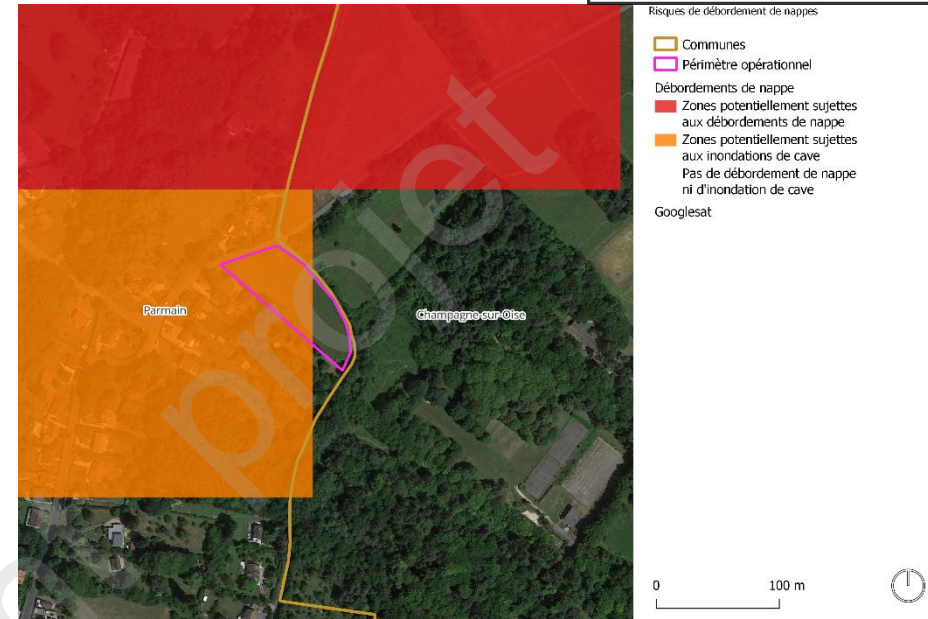 Risques de débordement de nappes
Communes
Périmètre opérationnel
Débordements de nappe
Zones potentiellement sujettes
aux débordements de nappe
Zones potentiellement sujettes
aux inondations de cave
Pas de débordement de nappe
ni d'inondation de cave
Googlesat
Parmain
Champagne-sur-Oise
0 100 m
projet